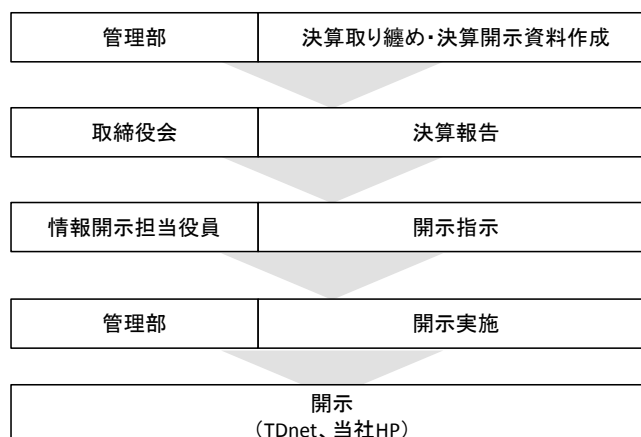 管理部 決算取り纏め・決算開示資料作成
取締役会 決算報告
情報開示担当役員 開示指示
管理部 開示実施
開示
（TDnet、当社HP）